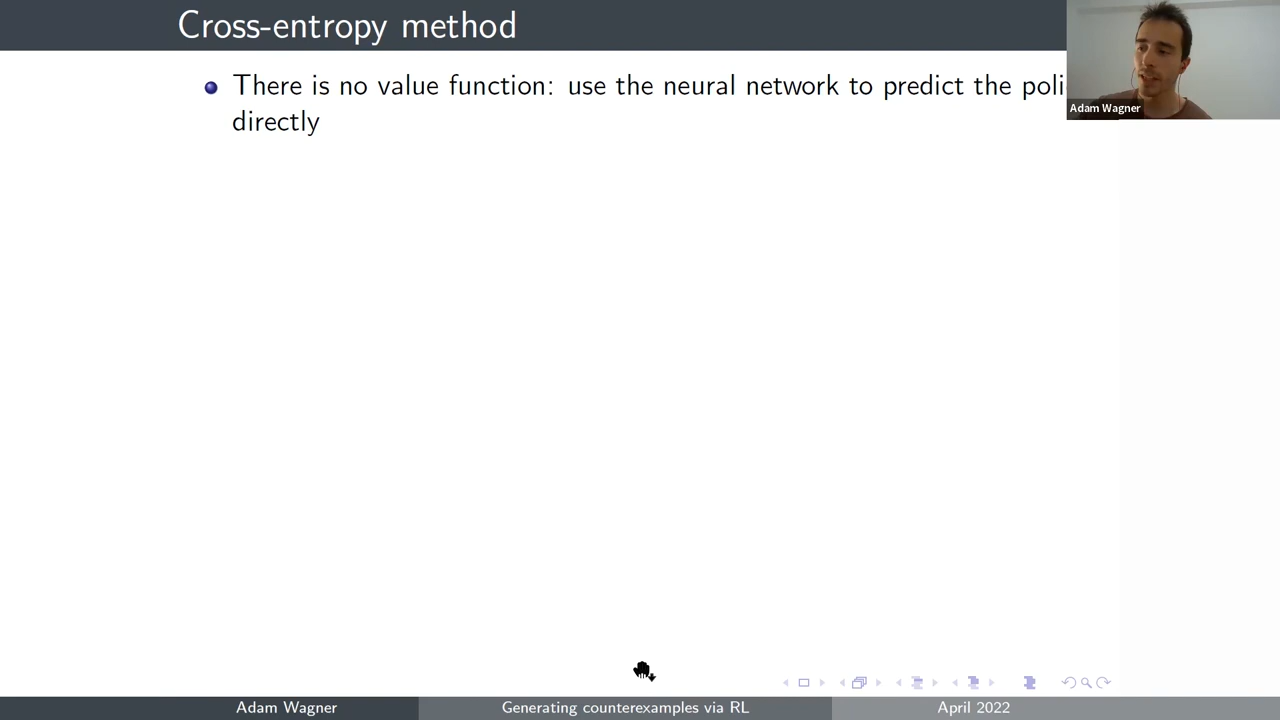 Cross-entropy method
There is no value function: use the neural network to predict the poli
directly
Adam Wagner
Adam Wagner
Generating counterexamples via RL
April 2022